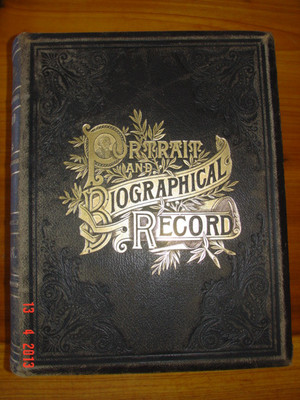 PORTRAIT
AND
BIOGRAPHICAL
RECORD
13 4 2013